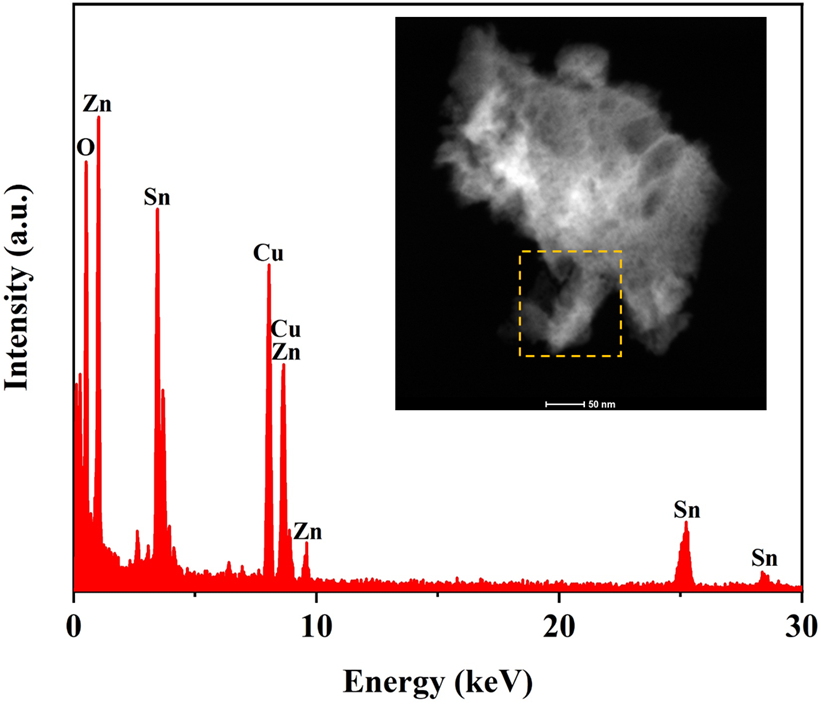 Intensity (a.u.)
Zn
O
Sn
Cu
Cu
Zn
Zn
Sn
Sn
50 nm
0
10
20
30
Energy (keV)